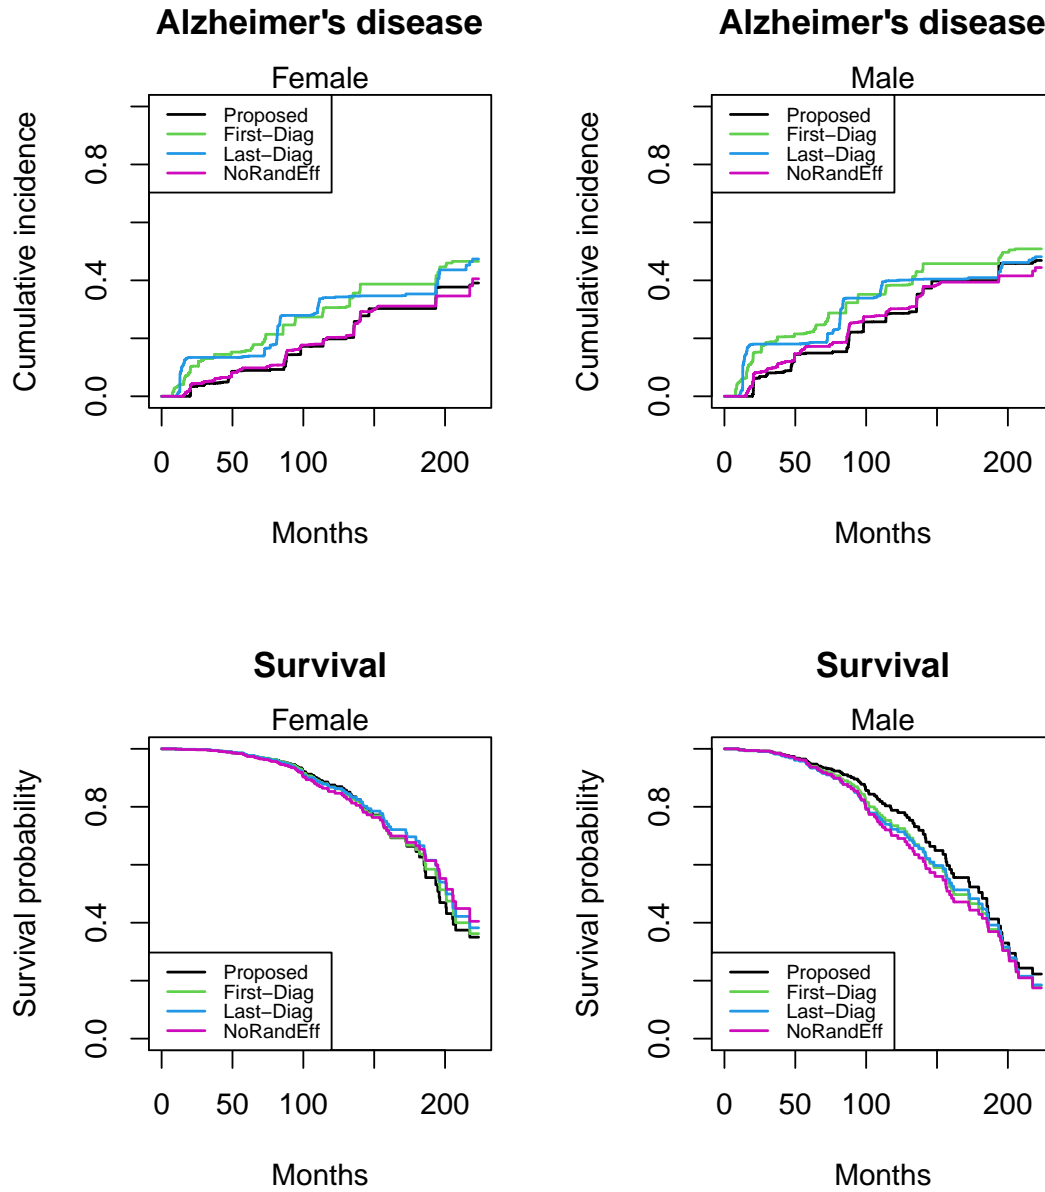 Alzheimer's disease
Female
Cumulative incidence
0.0
0.4
0.8
Proposed
First−Diag
Last−Diag
NoRandEff
0 50 100 200
Months
Alzheimer's disease
Male
Cumulative incidence
0.0
0.4
0.8
Proposed
First−Diag
Last−Diag
NoRandEff
0 50 100 200
Months
Survival
Female
Survival probability
0.0
0.4
0.8
Proposed
First−Diag
Last−Diag
NoRandEff
0 50 100 200
Months
Survival
Male
Survival probability
0.0
0.4
0.8
Proposed
First−Diag
Last−Diag
NoRandEff
0 50 100 200
Months